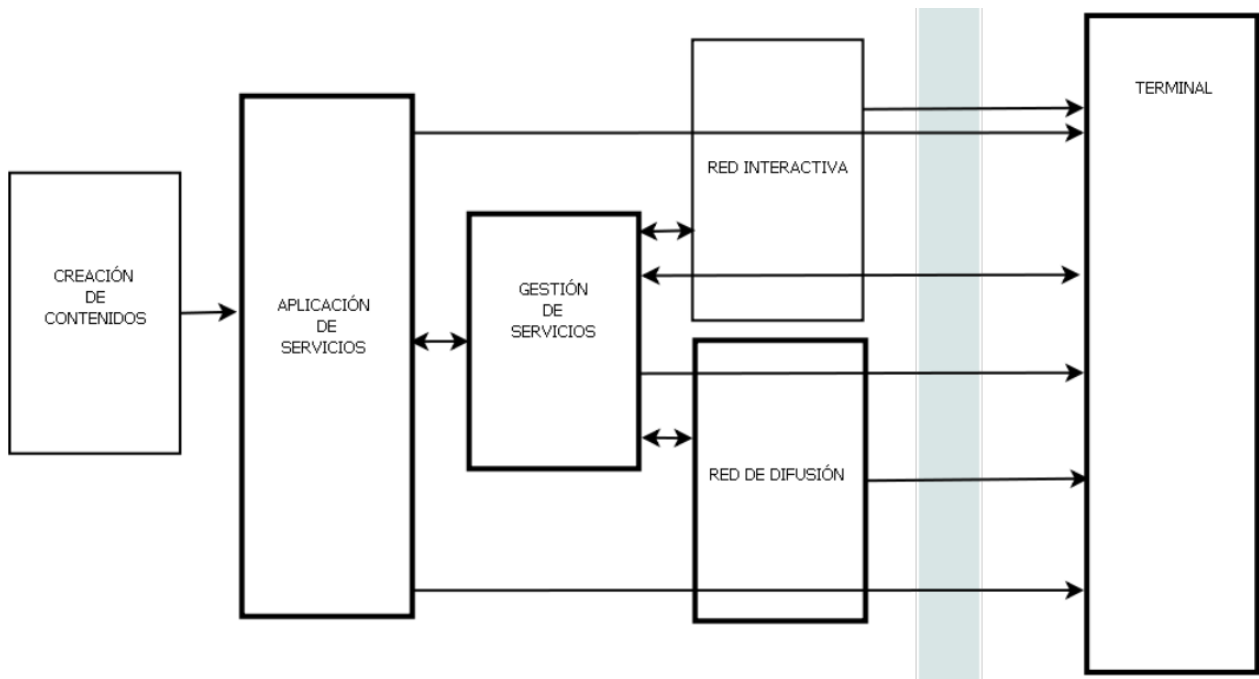 CREACIÓN
DE
CONTENIDOS
APLICACIÓN
DE
SERVICIOS
GESTIÓN
DE
SERVICIOS
RED INTERACTIVA
RED DE DIFUSIÓN
TERMINAL